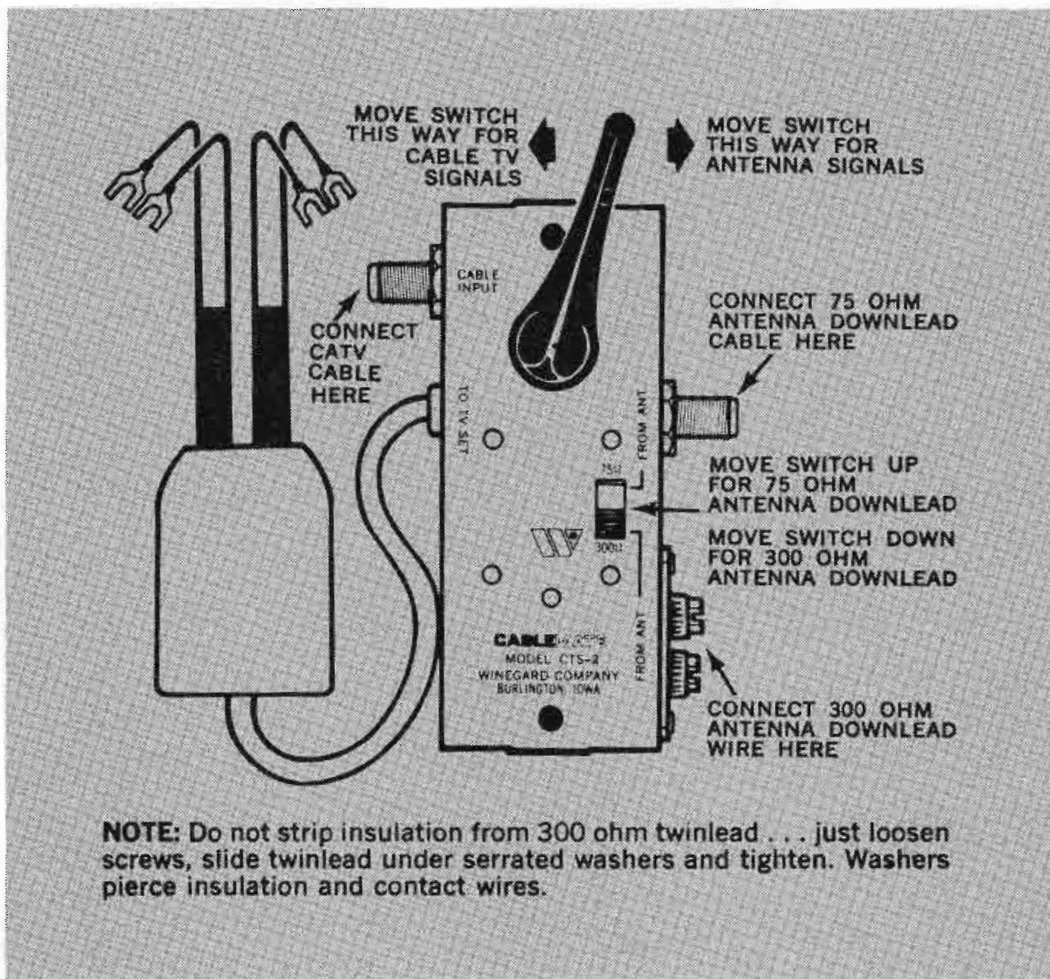 MOVE SWITCH
THIS WAY FOR
CABLE TV
SIGNALS
MOVE SWITCH
THIS WAY FOR
ANTENNA SIGNALS
CABLE
INPUT
CONNECT
CATV
CABLE
HERE
TO TV SET
CONNECT 75 OHM
ANTENNA DOWNLEAD
CABLE HERE
FROM ANT
75Ω
MOVE SWITCH UP
FOR 75 OHM
ANTENNA DOWNLEAD
MOVE SWITCH DOWN
FOR 300 OHM
ANTENNA DOWNLEAD
300Ω
FROM ANT
CABLE
MODEL CTS-2
WINEGARD COMPANY
BURLINGTON, IOWA
CONNECT 300 OHM
ANTENNA DOWNLEAD
WIRE HERE
NOTE: Do not strip insulation from 300 ohm twinlead . . . just loosen
screws, slide twinlead under serrated washers and tighten. Washers
pierce insulation and contact wires.